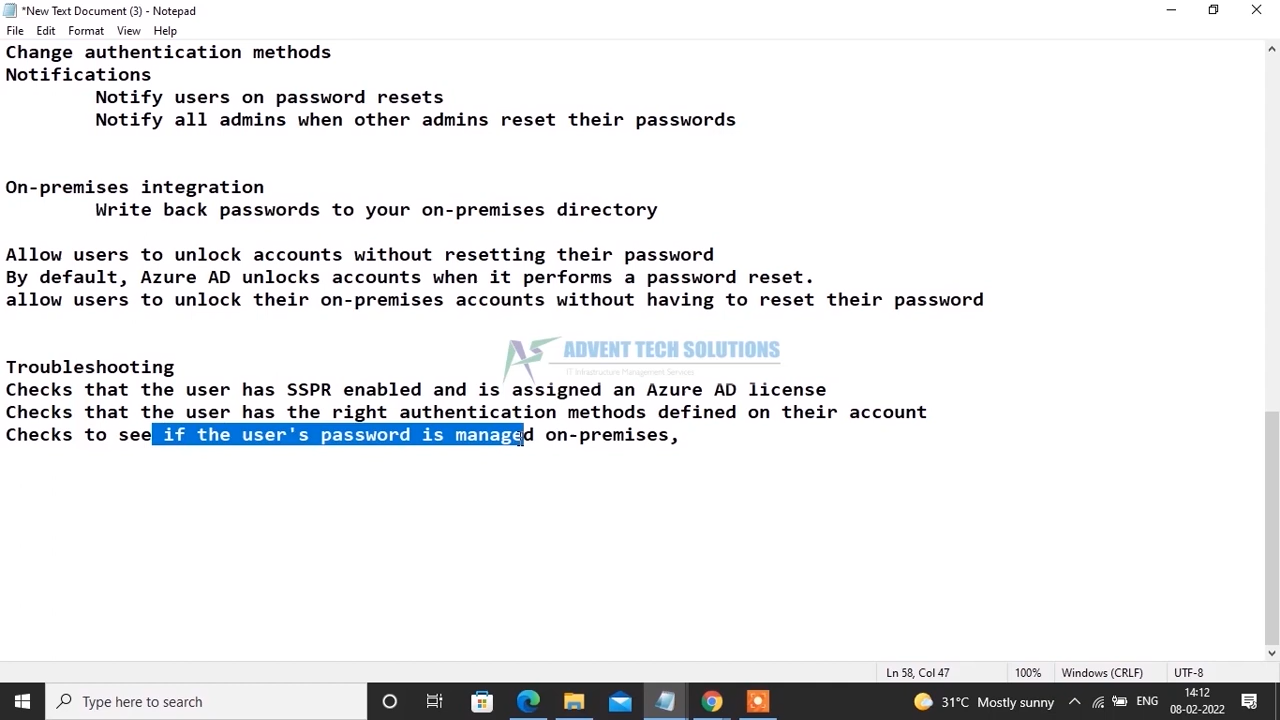 *New Text Document (3) - Notepad
File Edit Format View Help
Change authentication methods
Notifications
Notify users on password resets
Notify all admins when other admins reset their passwords
On-premises integration
Write back passwords to your on-premises directory
Allow users to unlock accounts without resetting their password
By default, Azure AD unlocks accounts when it performs a password reset.
allow users to unlock their on-premises accounts without having to reset their password
ADVENT TECH SOLUTIONS
IT Infrastructure Management Services
Troubleshooting
Checks that the user has SSPR enabled and is assigned an Azure AD license
Checks that the user has the right authentication methods defined on their account
Checks to see if the user's password is managed on-premises,
Ln 58, Col 47 100% Windows (CRLF) UTF-8
Type here to search 31°C Mostly sunny ENG 14:12
08-02-2022